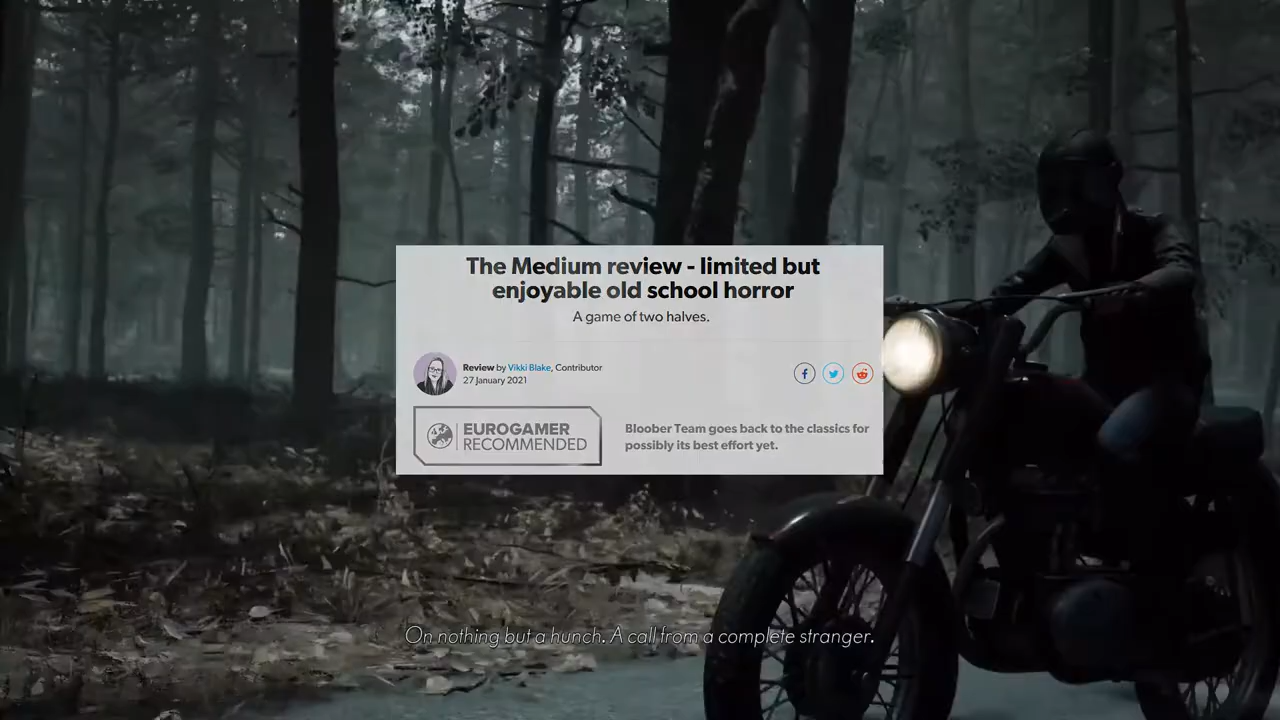 The Medium review - limited but
enjoyable old school horror
A game of two halves.
Review by Vikki Blake, Contributor
27 January 2021
EUROGAMER
RECOMMENDED
Bloober Team goes back to the classics for
possibly its best effort yet.
On nothing but a hunch. A call from a complete stranger.